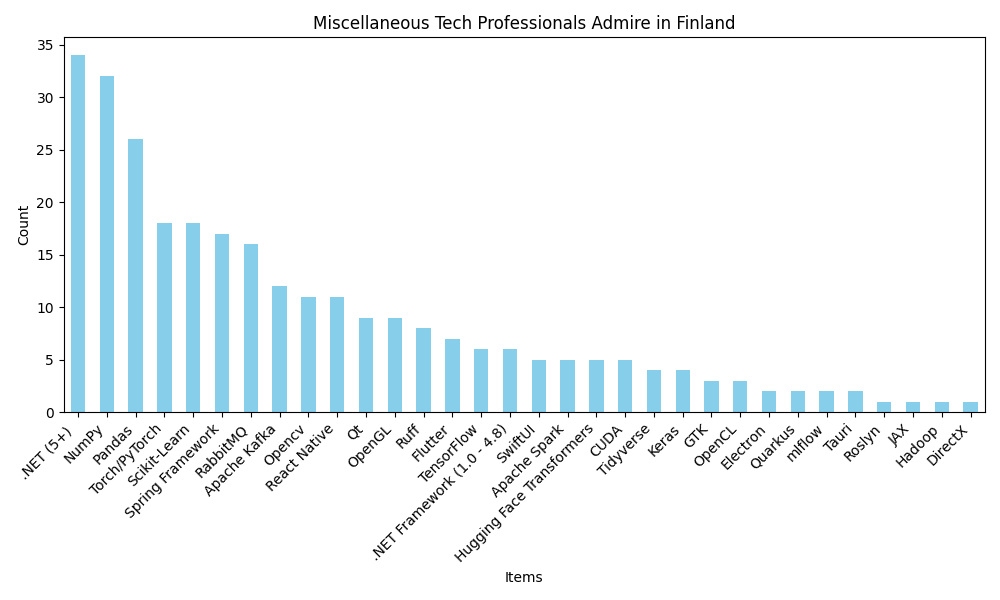 Miscellaneous Tech Professionals Admire in Finland
Count
35
30
25
20
15
10
5
0
.NET (5+)
NumPy
Pandas
Torch/PyTorch
Scikit-Learn
Spring Framework
RabbitMQ
Apache Kafka
Opencv
React Native
Qt
OpenGL
Ruff
Flutter
TensorFlow
.NET Framework (1.0 - 4.8)
SwiftUI
Apache Spark
Hugging Face Transformers
CUDA
Tidyverse
Keras
GTK
OpenCL
Electron
Quarkus
mlflow
Tauri
Roslyn
JAX
Hadoop
DirectX
Items